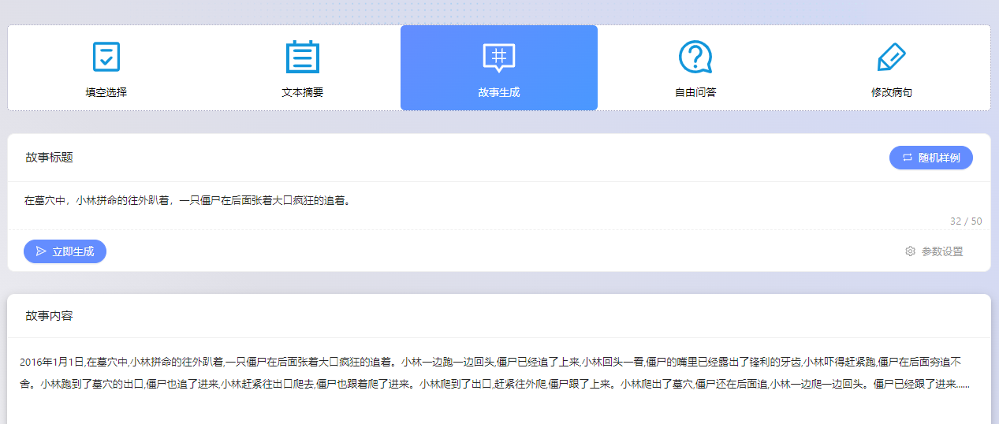 填空选择
文本摘要
故事生成
自由问答
修改病句
故事标题
随机样例
在墓穴中，小林拼命的往外趴着，一只僵尸在后面张着大口疯狂的追着。
32 / 50
立即生成
参数设置
故事内容
2016年1月1日,在墓穴中,小林拼命的往外趴着,一只僵尸在后面张着大口疯狂的追着。小林一边跑一边回头,僵尸已经追了上来,小林回头一看,僵尸的嘴里已经露出了锋利的牙齿,小林吓得赶紧跑,僵尸在后面穷追不
舍。小林跑到了墓穴的出口,僵尸也追了进来,小林赶紧往出口爬去,僵尸也跟着爬了进来。小林爬到了出口,赶紧往外爬,僵尸跟了上来。小林爬出了墓穴,僵尸还在后面追,小林一边爬一边回头。僵尸已经跟了进来......